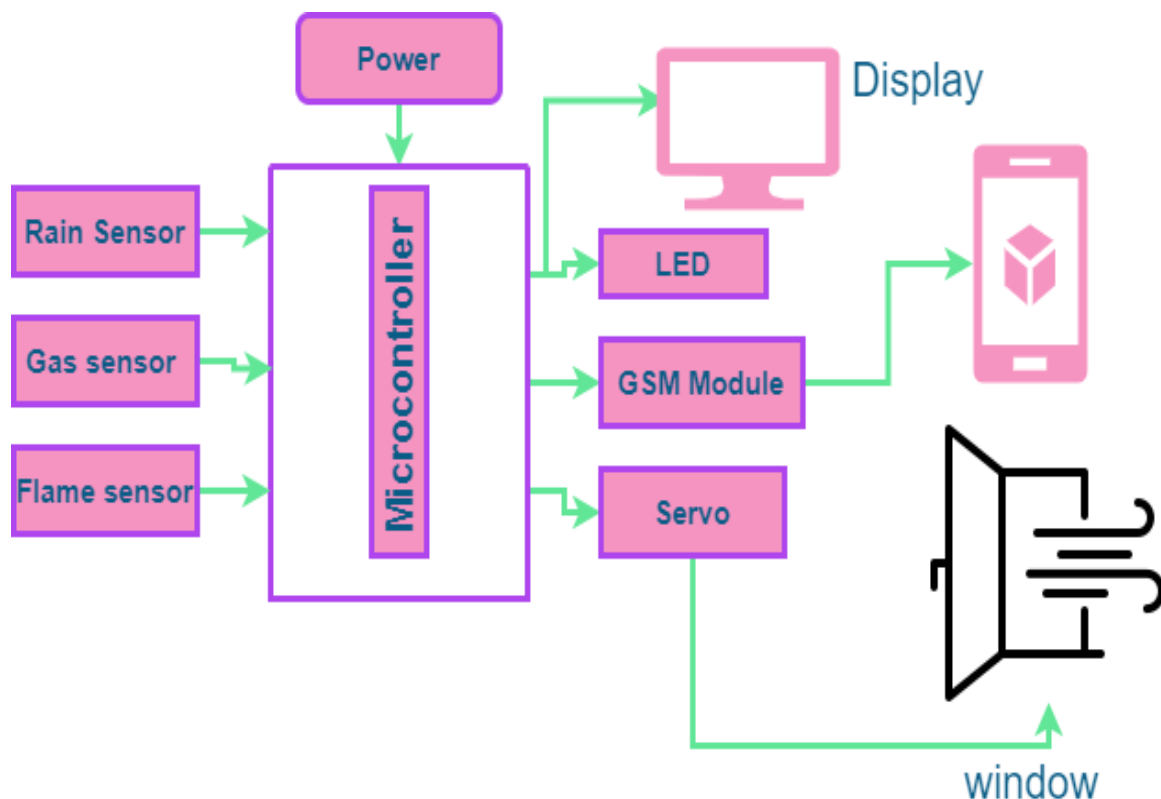 Power
Display
Rain Sensor
Microcontroller
LED
Gas sensor
GSM Module
Flame sensor
Servo
window